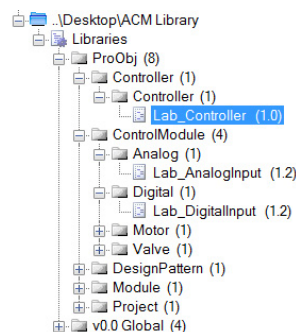 ..\Desktop\ACM Library
Libraries
ProObj (8)
Controller (1)
Controller (1)
Lab_Controller (1.0)
ControlModule (4)
Analog (1)
Lab_AnalogInput (1.2)
Digital (1)
Lab_DigitalInput (1.2)
Motor (1)
Valve (1)
DesignPattern (1)
Module (1)
Project (1)
v0.0 Global (4)